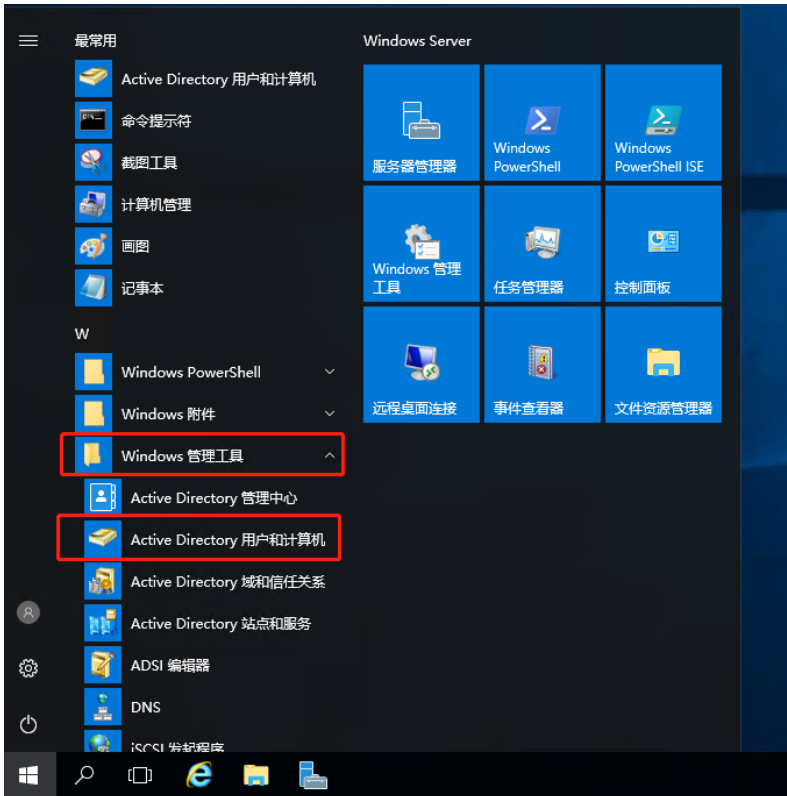 最常用
Active Directory 用户和计算机
命令提示符
截图工具
计算机管理
画图
记事本
W
Windows PowerShell
Windows 附件
Windows 管理工具
Active Directory 管理中心
Active Directory 用户和计算机
Active Directory 域和信任关系
Active Directory 站点和服务
ADSI 编辑器
DNS
iSCSI 发起程序
Windows Server
服务器管理器
Windows
PowerShell
Windows
PowerShell ISE
Windows 管理
工具
任务管理器
控制面板
远程桌面连接
事件查看器
文件资源管理器